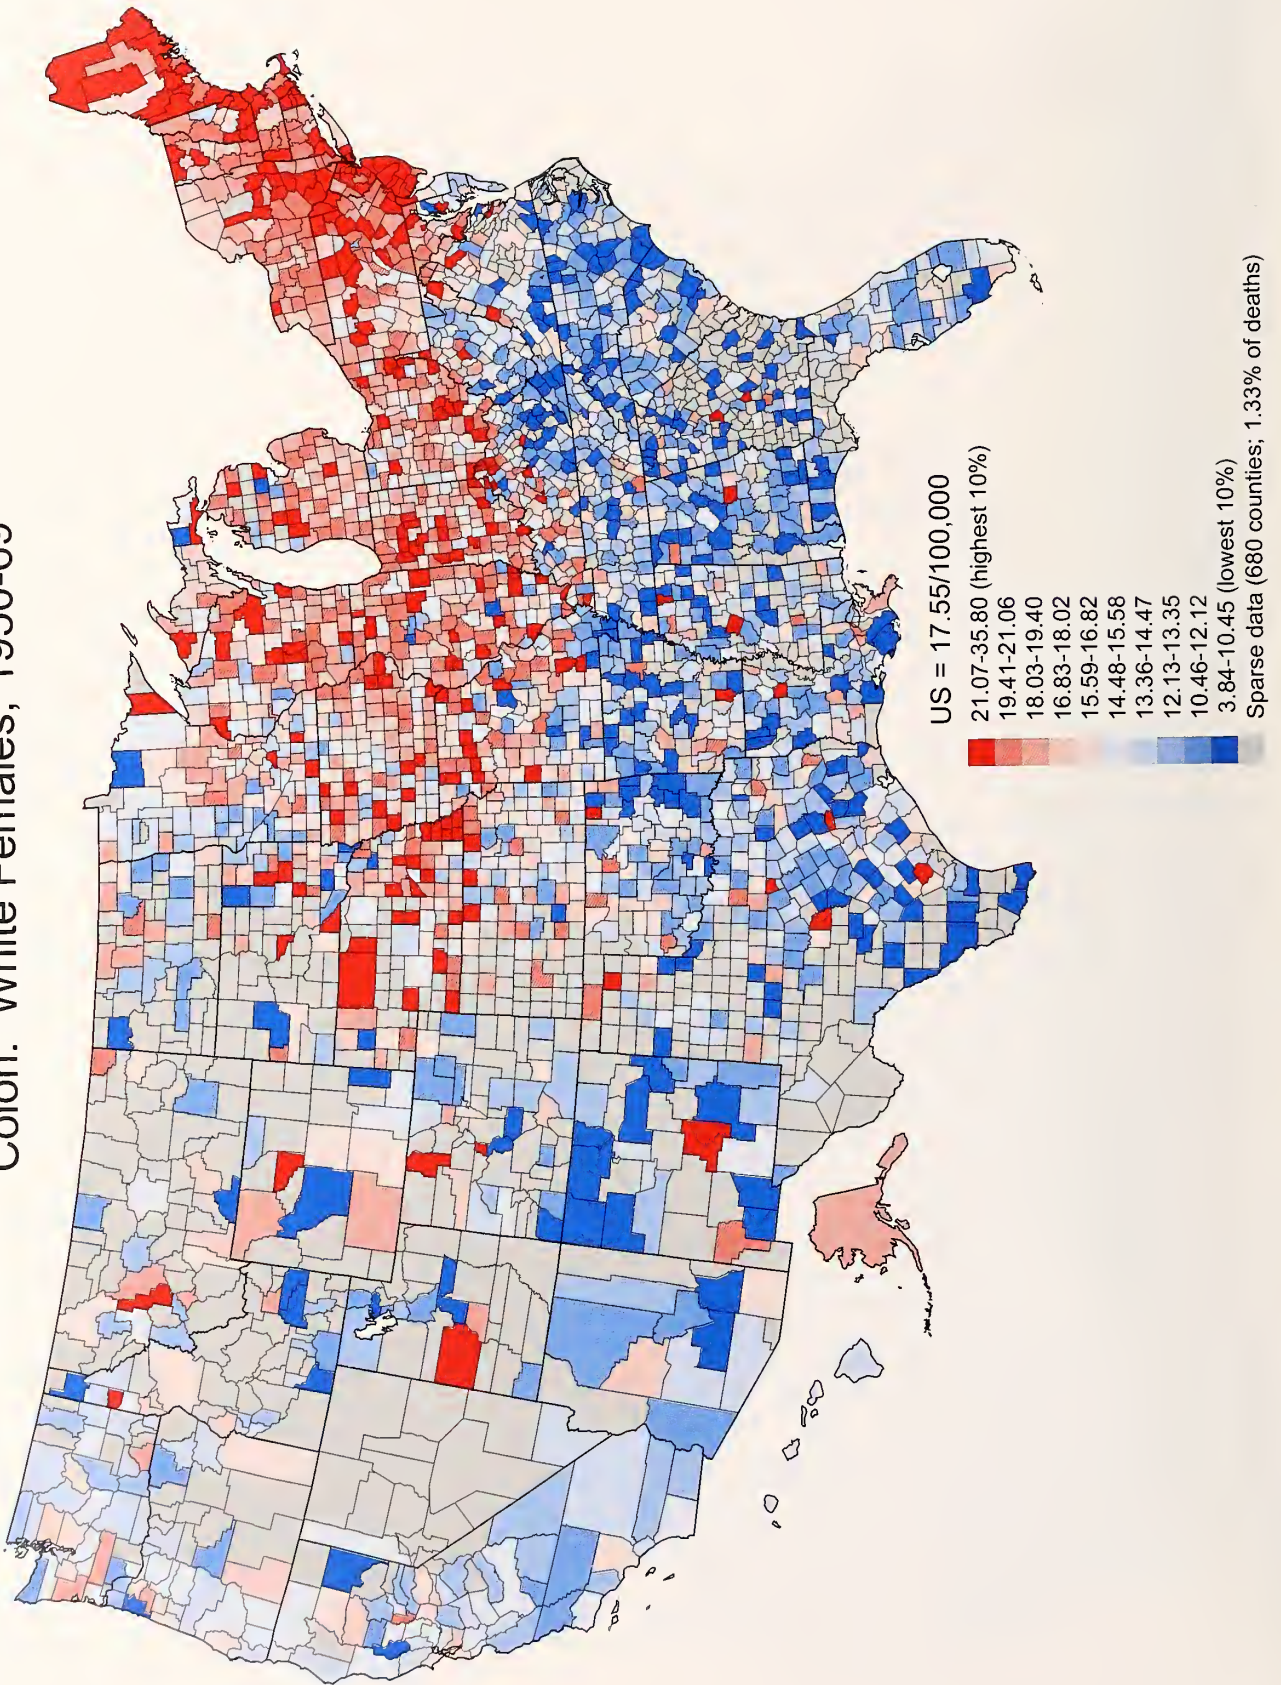 Colon: White Females, 1950-69
US = 17.55/100,000
21.07-35.80 (highest 10%)
19.41-21.06
18.03-19.40
16.83-18.02
15.59-16.82
14.48-15.58
13.36-14.47
12.13-13.35
10.46-12.12
3.84-10.45 (lowest 10%)
Sparse data (680 counties; 1.33% of deaths)